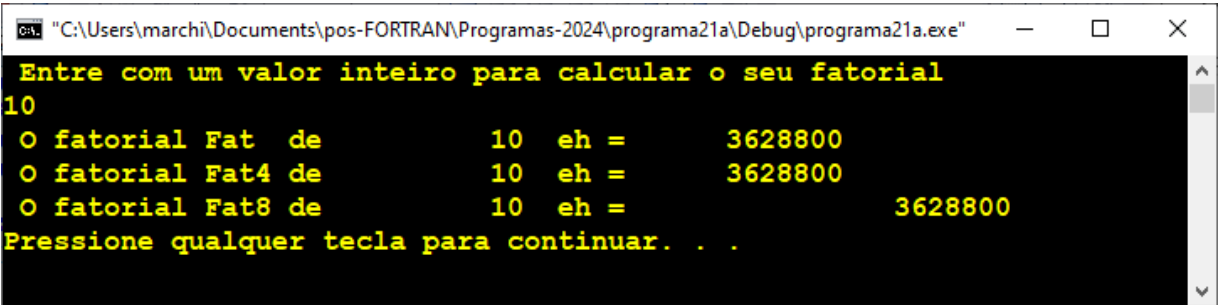 "C:\Users\marchi\Documents\pos-FORTRAN\Programas-2024\programa21a\Debug\programa21a.exe"
Entre com um valor inteiro para calcular o seu fatorial
10
O fatorial Fat  de          10  eh =      3628800
O fatorial Fat4 de          10  eh =      3628800
O fatorial Fat8 de          10  eh =                3628800
Pressione qualquer tecla para continuar. . .